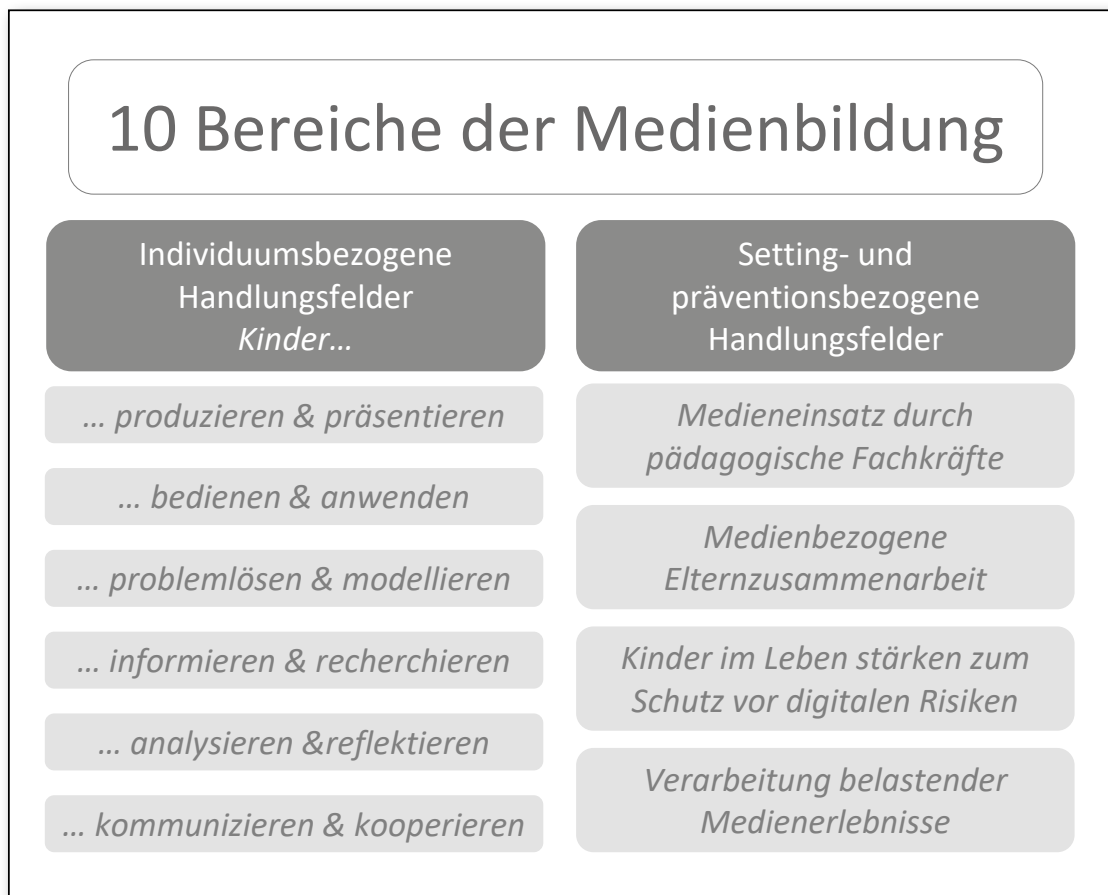 10 Bereiche der Medienbildung
Individuumsbezogene
Handlungsfelder
Kinder…
… produzieren & präsentieren
… bedienen & anwenden
… problemlösen & modellieren
… informieren & recherchieren
… analysieren &reflektieren
… kommunizieren & kooperieren
Setting- und
präventionsbezogene
Handlungsfelder
Medieneinsatz durch
pädagogische Fachkräfte
Medienbezogene
Elternzusammenarbeit
Kinder im Leben stärken zum
Schutz vor digitalen Risiken
Verarbeitung belastender
Medienerlebnisse